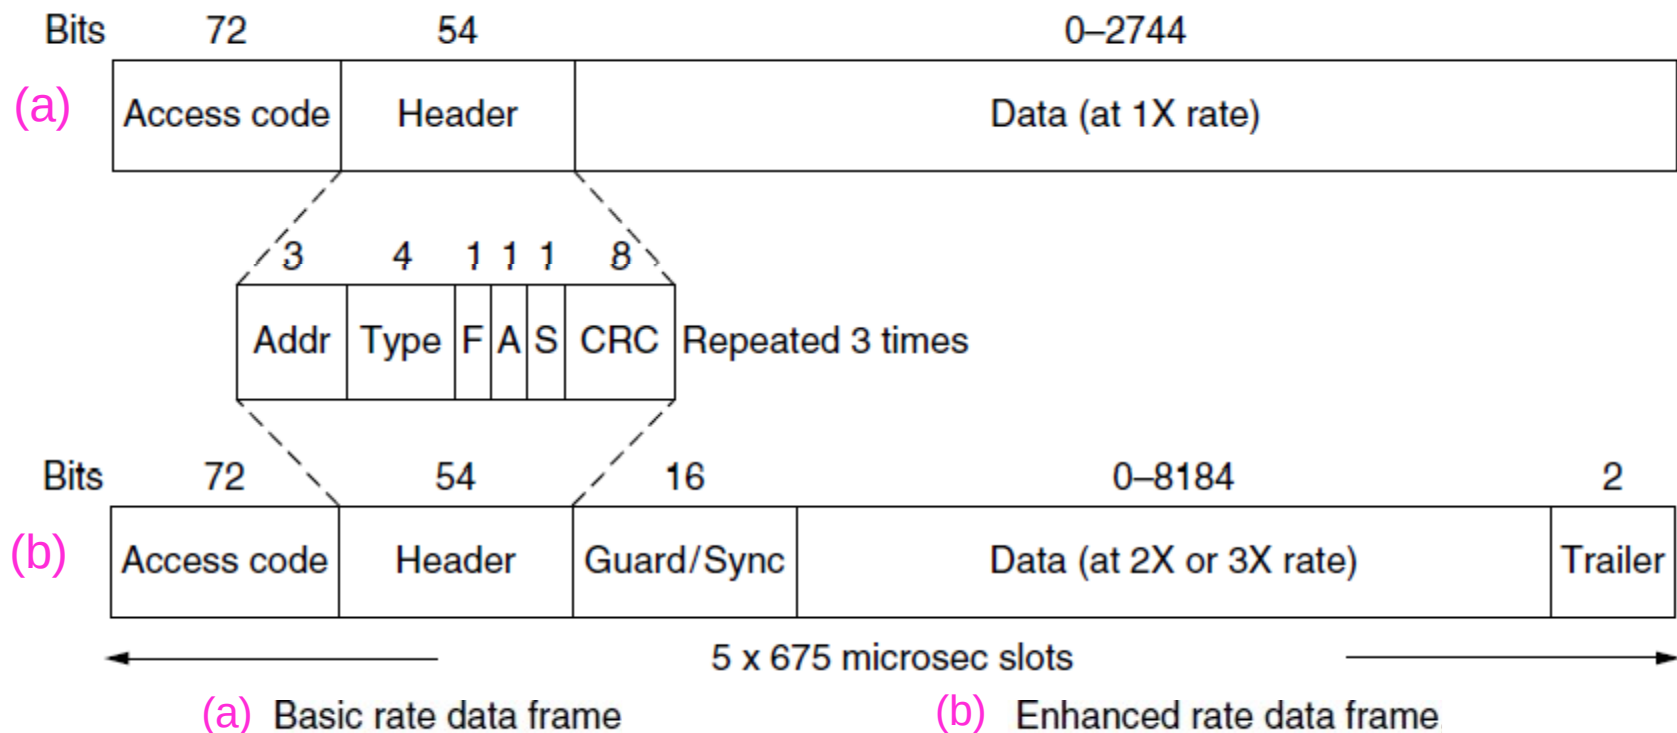 Bits 72 54 0–2744
(a) Access code Header Data (at 1X rate)
3 4 1 1 1 8
Addr Type F A S CRC Repeated 3 times
Bits 72 54 16 0–8184 2
(b) Access code Header Guard/Sync Data (at 2X or 3X rate) Trailer
5 x 675 microsec slots
(a) Basic rate data frame (b) Enhanced rate data frame